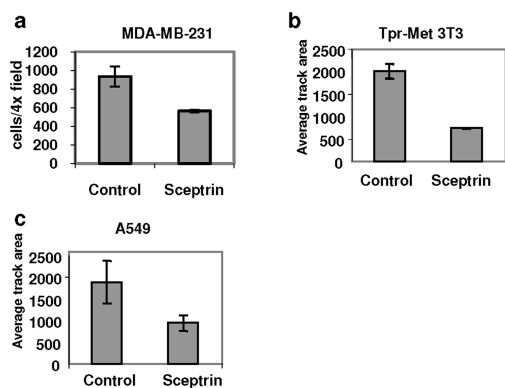 a
MDA-MB-231
cells/4x field
1200
1000
800
600
400
200
0
Control Sceptrin
b
Tpr-Met 3T3
Average track area
2500
2000
1500
1000
500
0
Control Sceptrin
c
A549
Average track area
2500
2000
1500
1000
500
0
Control Sceptrin